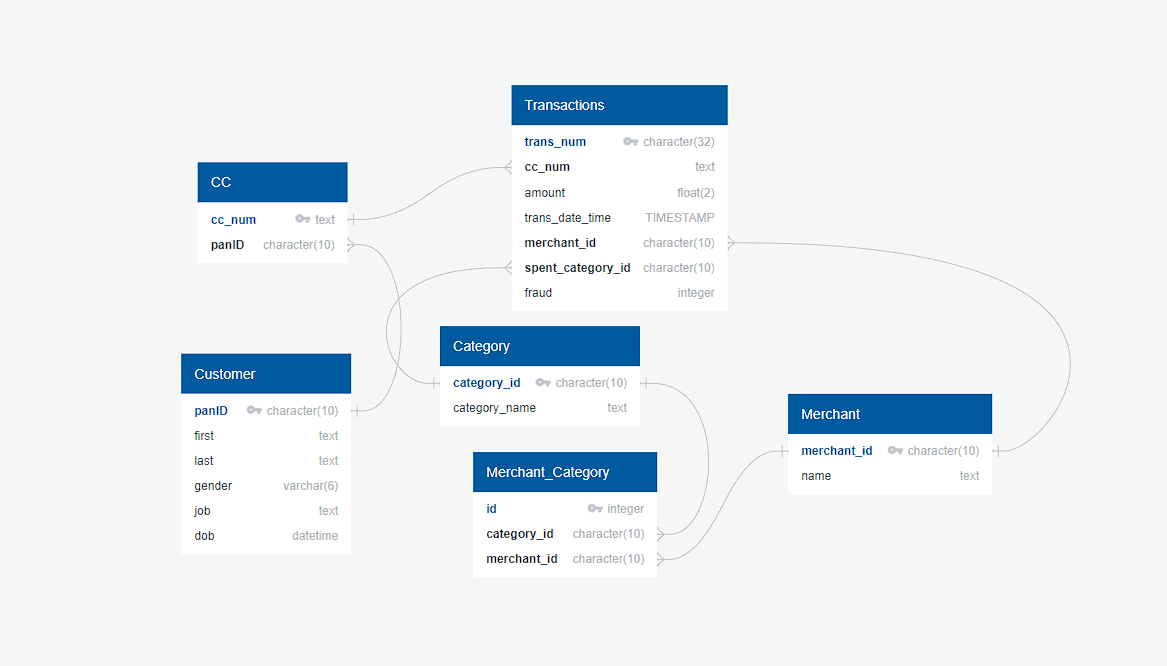 Transactions
trans_num character(32)
cc_num text
amount float(2)
trans_date_time TIMESTAMP
merchant_id character(10)
spent_category_id character(10)
fraud integer
CC
cc_num text
panID character(10)
Category
category_id character(10)
category_name text
Customer
panID character(10)
first text
last text
gender varchar(6)
job text
dob datetime
Merchant
merchant_id character(10)
name text
Merchant_Category
id integer
category_id character(10)
merchant_id character(10)